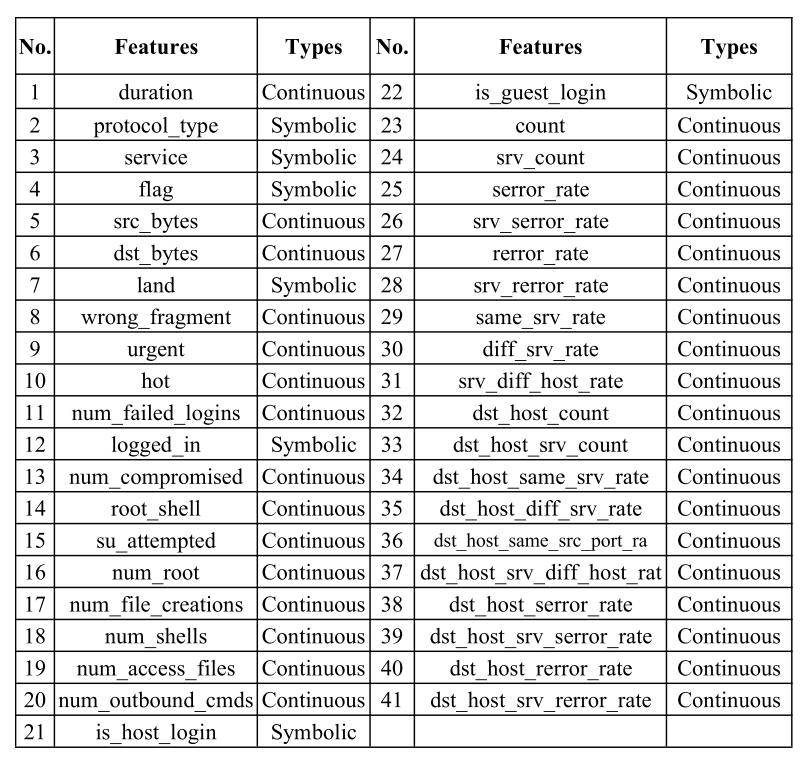 No. Features Types No. Features Types
1 duration Continuous 22 is_guest_login Symbolic
2 protocol_type Symbolic 23 count Continuous
3 service Symbolic 24 srv_count Continuous
4 flag Symbolic 25 serror_rate Continuous
5 src_bytes Continuous 26 srv_serror_rate Continuous
6 dst_bytes Continuous 27 rerror_rate Continuous
7 land Symbolic 28 srv_rerror_rate Continuous
8 wrong_fragment Continuous 29 same_srv_rate Continuous
9 urgent Continuous 30 diff_srv_rate Continuous
10 hot Continuous 31 srv_diff_host_rate Continuous
11 num_failed_logins Continuous 32 dst_host_count Continuous
12 logged_in Symbolic 33 dst_host_srv_count Continuous
13 num_compromised Continuous 34 dst_host_same_srv_rate Continuous
14 root_shell Continuous 35 dst_host_diff_srv_rate Continuous
15 su_attempted Continuous 36 dst_host_same_src_port_ra Continuous
16 num_root Continuous 37 dst_host_srv_diff_host_rat Continuous
17 num_file_creations Continuous 38 dst_host_serror_rate Continuous
18 num_shells Continuous 39 dst_host_srv_serror_rate Continuous
19 num_access_files Continuous 40 dst_host_rerror_rate Continuous
20 num_outbound_cmds Continuous 41 dst_host_srv_rerror_rate Continuous
21 is_host_login Symbolic